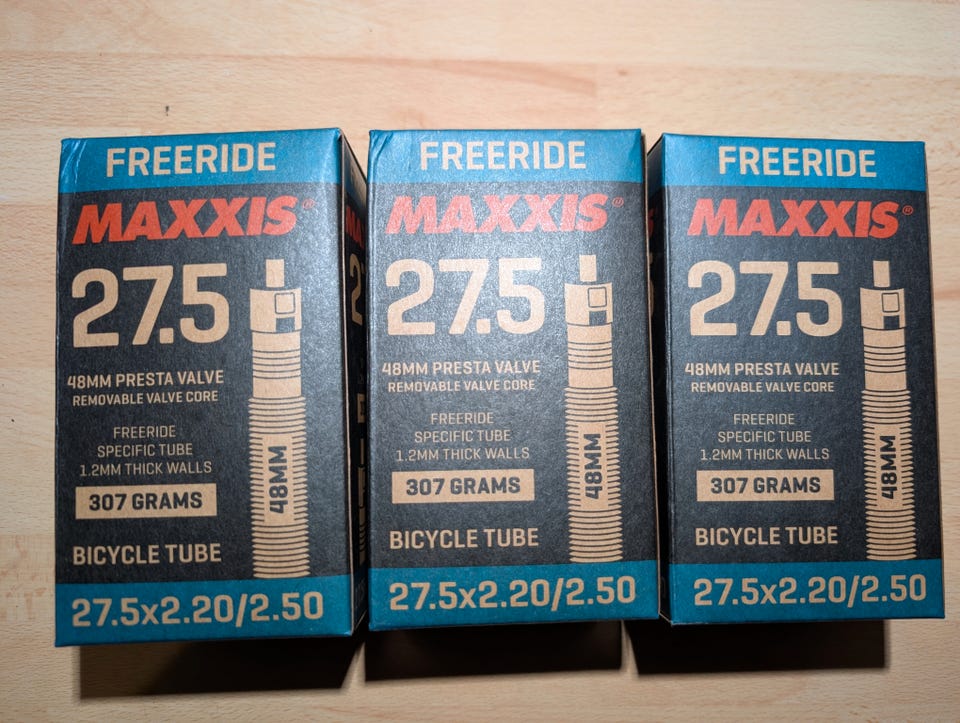 FREERIDE
MAXXIS®
27.5
48MM PRESTA VALVE
REMOVABLE VALVE CORE
FREERIDE
SPECIFIC TUBE
1.2MM THICK WALLS
307 GRAMS
48MM
BICYCLE TUBE
27.5x2.20/2.50
FREERIDE
MAXXIS®
27.5
48MM PRESTA VALVE
REMOVABLE VALVE CORE
FREERIDE
SPECIFIC TUBE
1.2MM THICK WALLS
307 GRAMS
48MM
BICYCLE TUBE
27.5x2.20/2.50
FREERIDE
MAXXIS®
27.5
48MM PRESTA VALVE
REMOVABLE VALVE CORE
FREERIDE
SPECIFIC TUBE
1.2MM THICK WALLS
307 GRAMS
48MM
BICYCLE TUBE
27.5x2.20/2.50